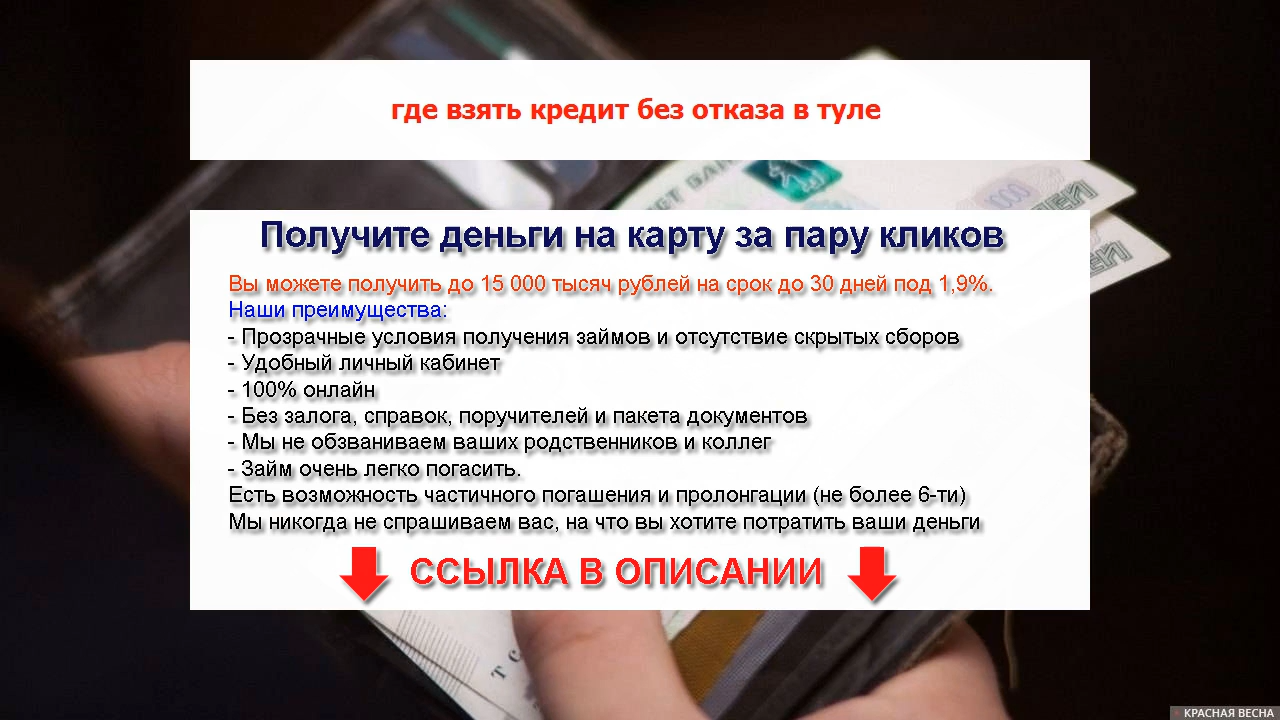 где взять кредит без отказа в туле
Получите деньги на карту за пару кликов
Вы можете получить до 15 000 тысяч рублей на срок до 30 дней под 1,9%.
Наши преимущества:
- Прозрачные условия получения займов и отсутствие скрытых сборов
- Удобный личный кабинет
- 100% онлайн
- Без залога, справок, поручителей и пакета документов
- Мы не обзваниваем ваших родственников и коллег
- Займ очень легко погасить.
Есть возможность частичного погашения и пролонгации (не более 6-ти)
Мы никогда не спрашиваем вас, на что вы хотите потратить ваши деньги
ССЫЛКА В ОПИСАНИИ
КРАСНАЯ ВЕСНА